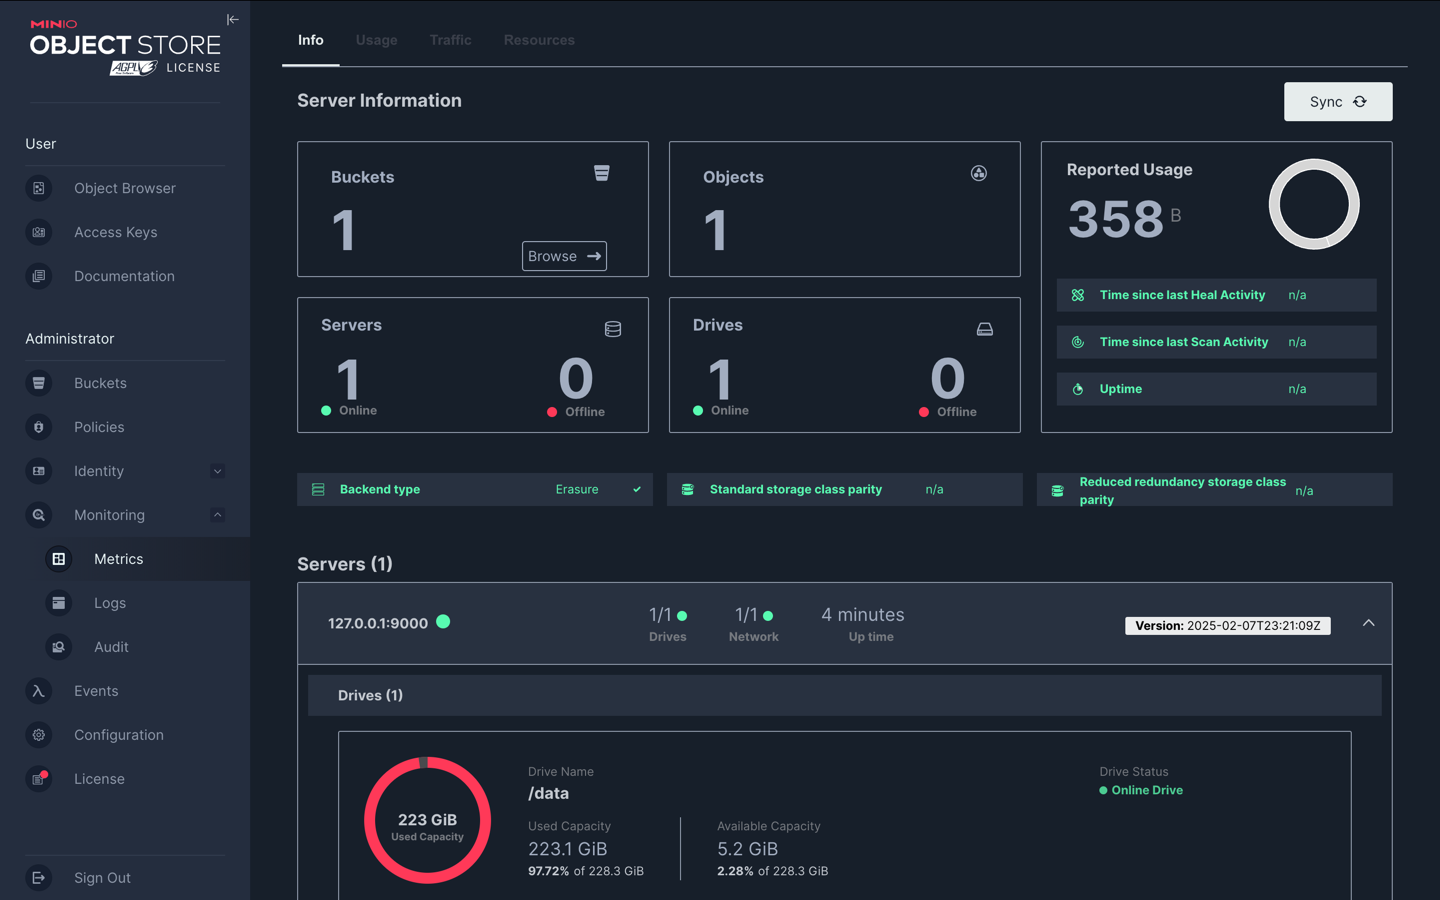 MINIO
OBJECT STORE
AGPL V3 LICENSE
User
Object Browser
Access Keys
Documentation
Administrator
Buckets
Policies
Identity
Monitoring
Metrics
Logs
Audit
Events
Configuration
License
Sign Out
Info Usage Traffic Resources
Server Information
Sync
Buckets
1
Browse
Objects
1
Reported Usage
358 B
Time since last Heal Activity n/a
Time since last Scan Activity n/a
Uptime n/a
Servers
1 0
Online Offline
Drives
1 0
Online Offline
Backend type Erasure
Standard storage class parity n/a
Reduced redundancy storage class
parity n/a
Servers (1)
127.0.0.1:9000
1/1
Drives
1/1
Network
4 minutes
Up time
Version: 2025-02-07T23:21:09Z
Drives (1)
223 GiB
Used Capacity
Drive Name
/data
Drive Status
Online Drive
Used Capacity
223.1 GiB
97.72% of 228.3 GiB
Available Capacity
5.2 GiB
2.28% of 228.3 GiB